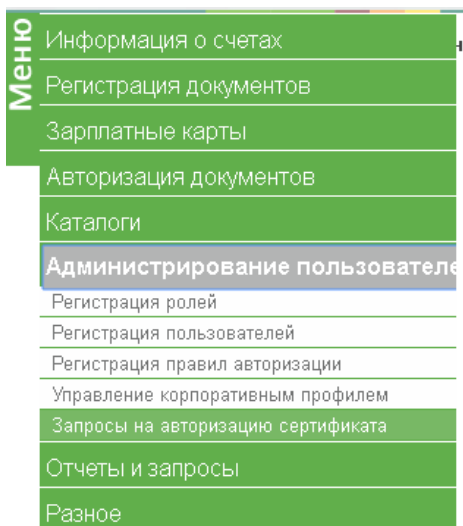 Меню
Информация о счетах
Регистрация документов
Зарплатные карты
Авторизация документов
Каталоги
Администрирование пользователе
Регистрация ролей
Регистрация пользователей
Регистрация правил авторизации
Управление корпоративным профилем
Запросы на авторизацию сертификата
Отчеты и запросы
Разное